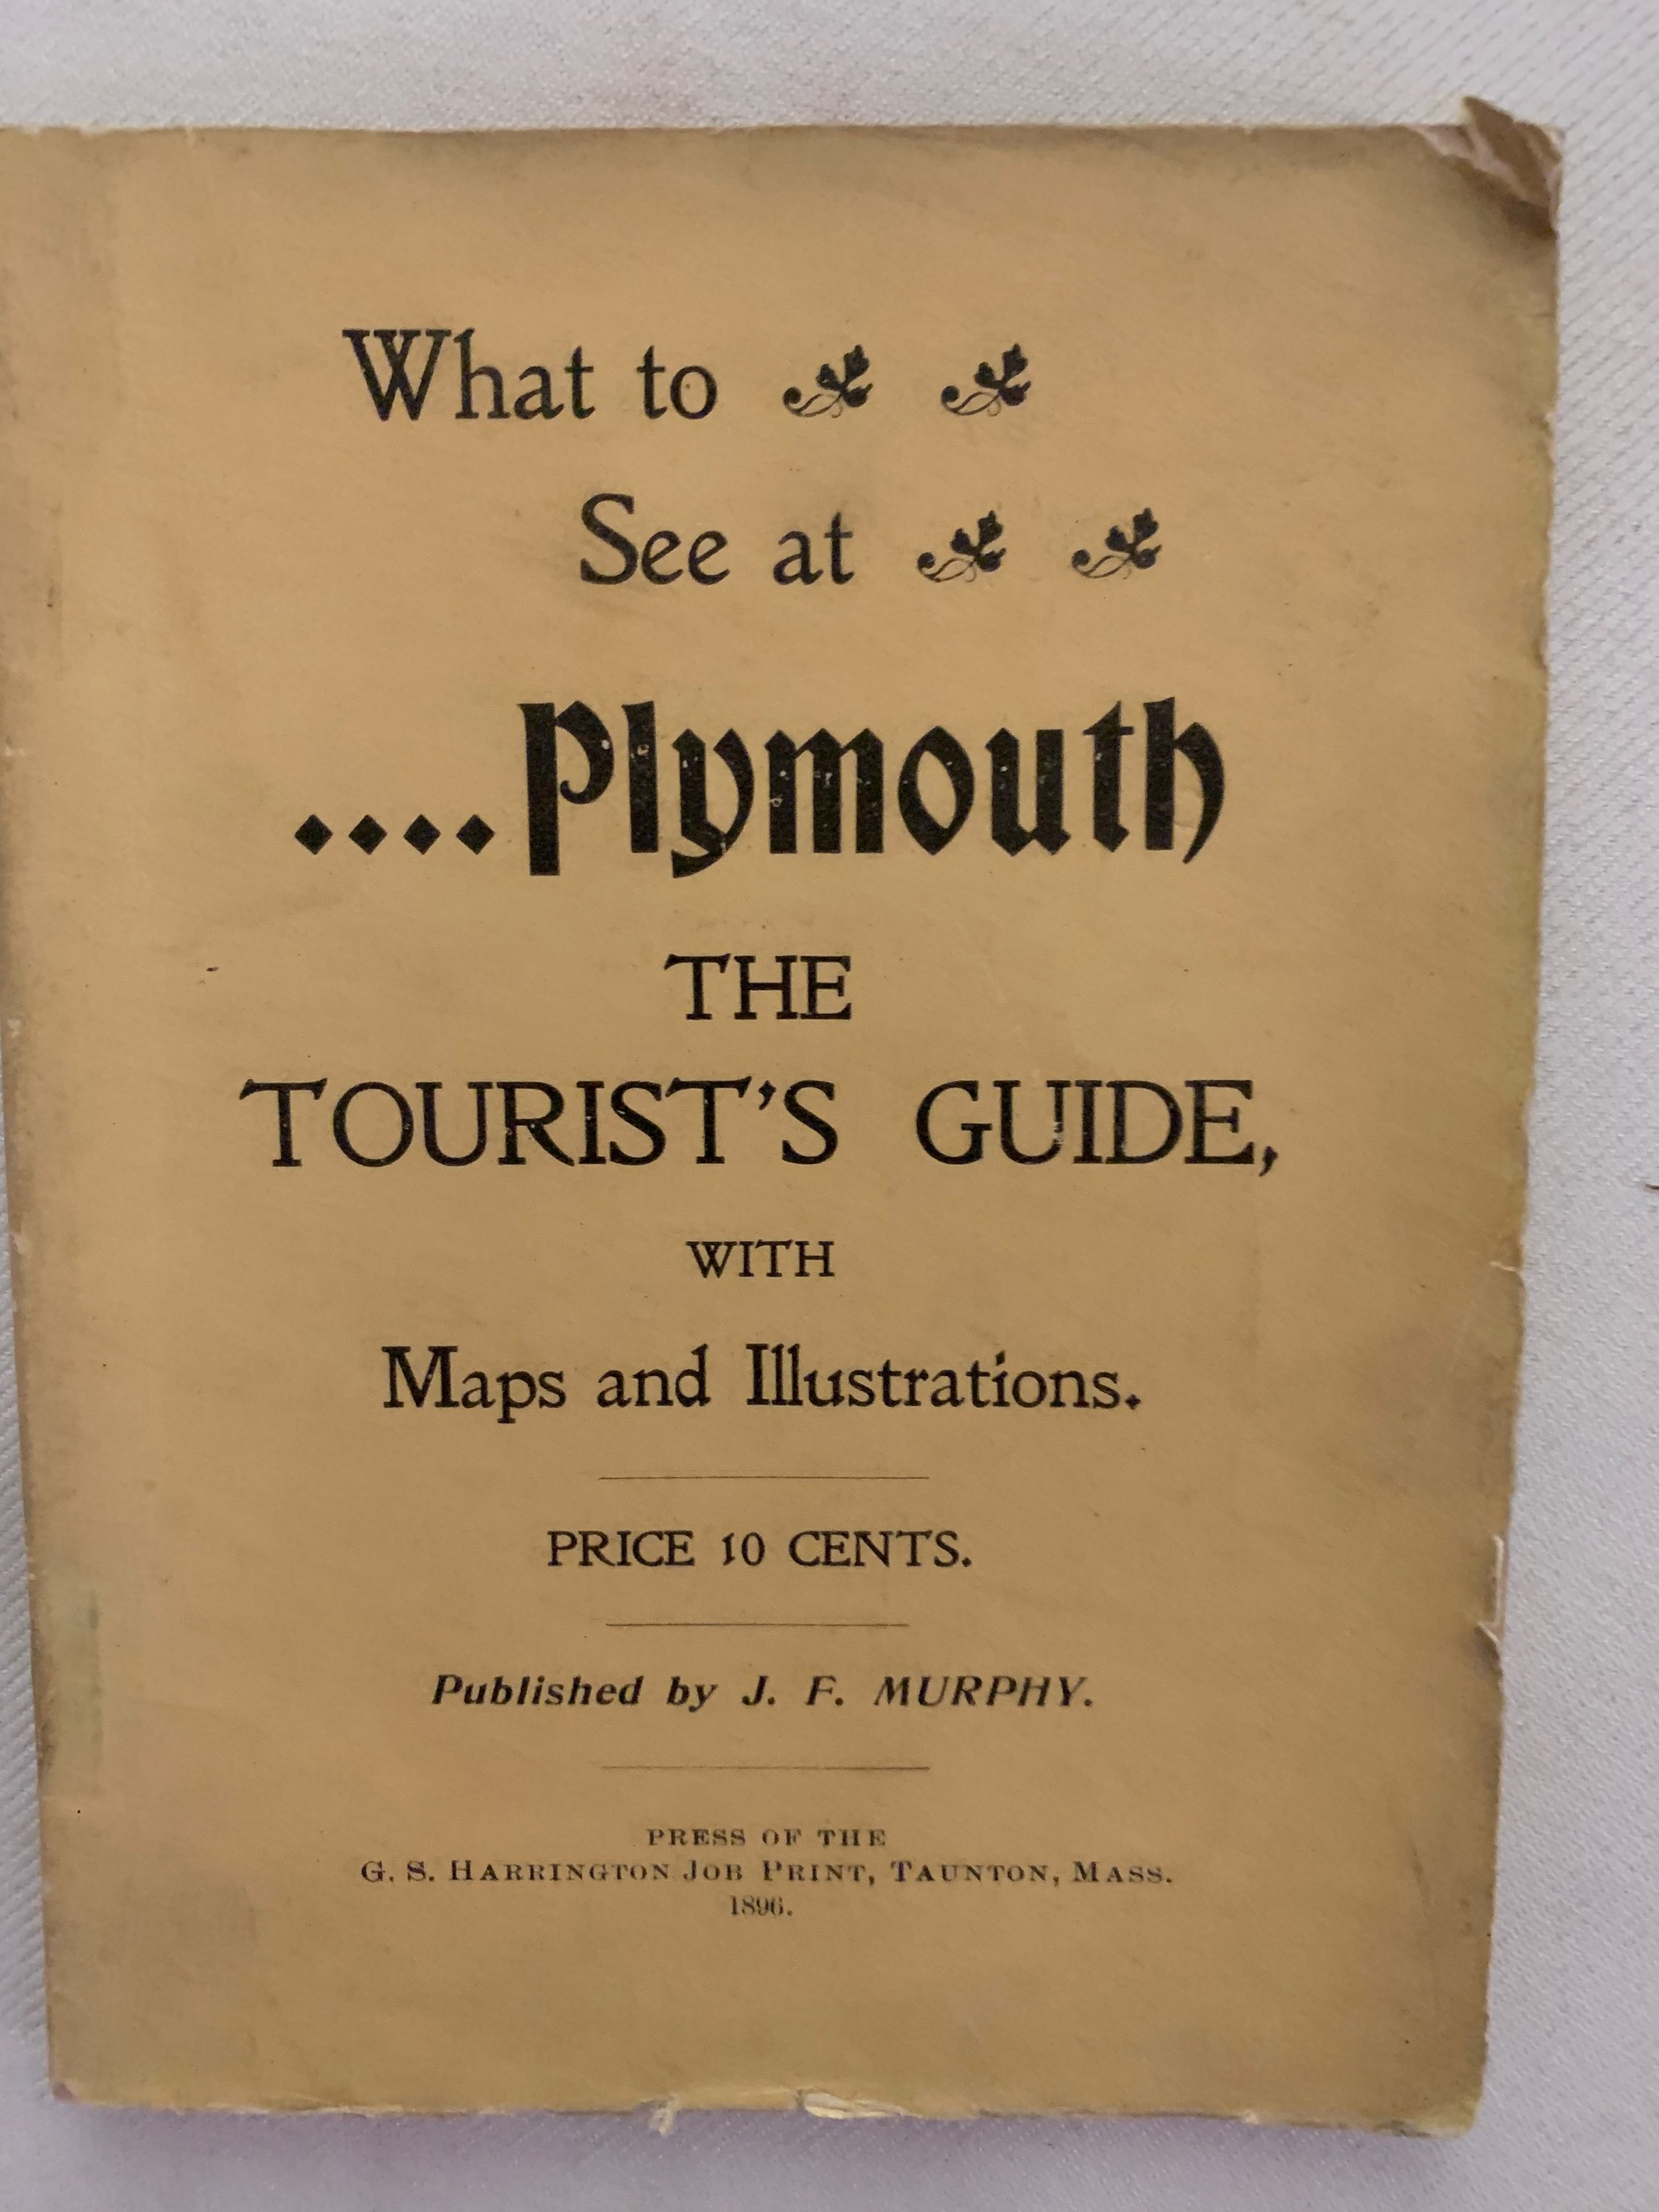 What to
See at
....Plymouth
THE
TOURIST'S GUIDE,
WITH
Maps and Illustrations.
PRICE 10 CENTS.
Published by J. F. MURPHY.
PRESS OF THE
G. S. HARRINGTON JOB PRINT, TAUNTON, MASS.
1896.